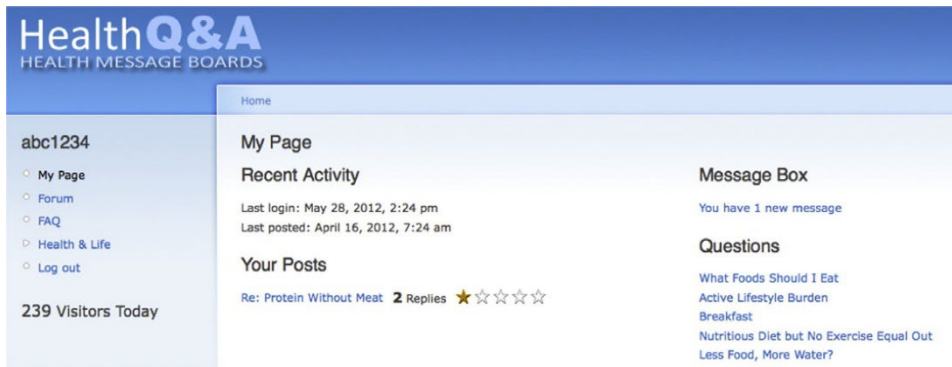 HealthQ&A
HEALTH MESSAGE BOARDS
Home
abc1234
My Page
Forum
FAQ
Health & Life
Log out
239 Visitors Today
My Page
Recent Activity
Last login: May 28, 2012, 2:24 pm
Last posted: April 16, 2012, 7:24 am
Your Posts
Re: Protein Without Meat 2 Replies
Message Box
You have 1 new message
Questions
What Foods Should I Eat
Active Lifestyle Burden
Breakfast
Nutritious Diet but No Exercise Equal Out
Less Food, More Water?